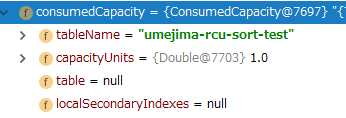 consumedCapacity = {ConsumedCapacity@7697} "{T
f tableName = "umejima-rcu-sort-test"
f capacityUnits = {Double@7703} 1.0
f table = null
f localSecondaryIndexes = null